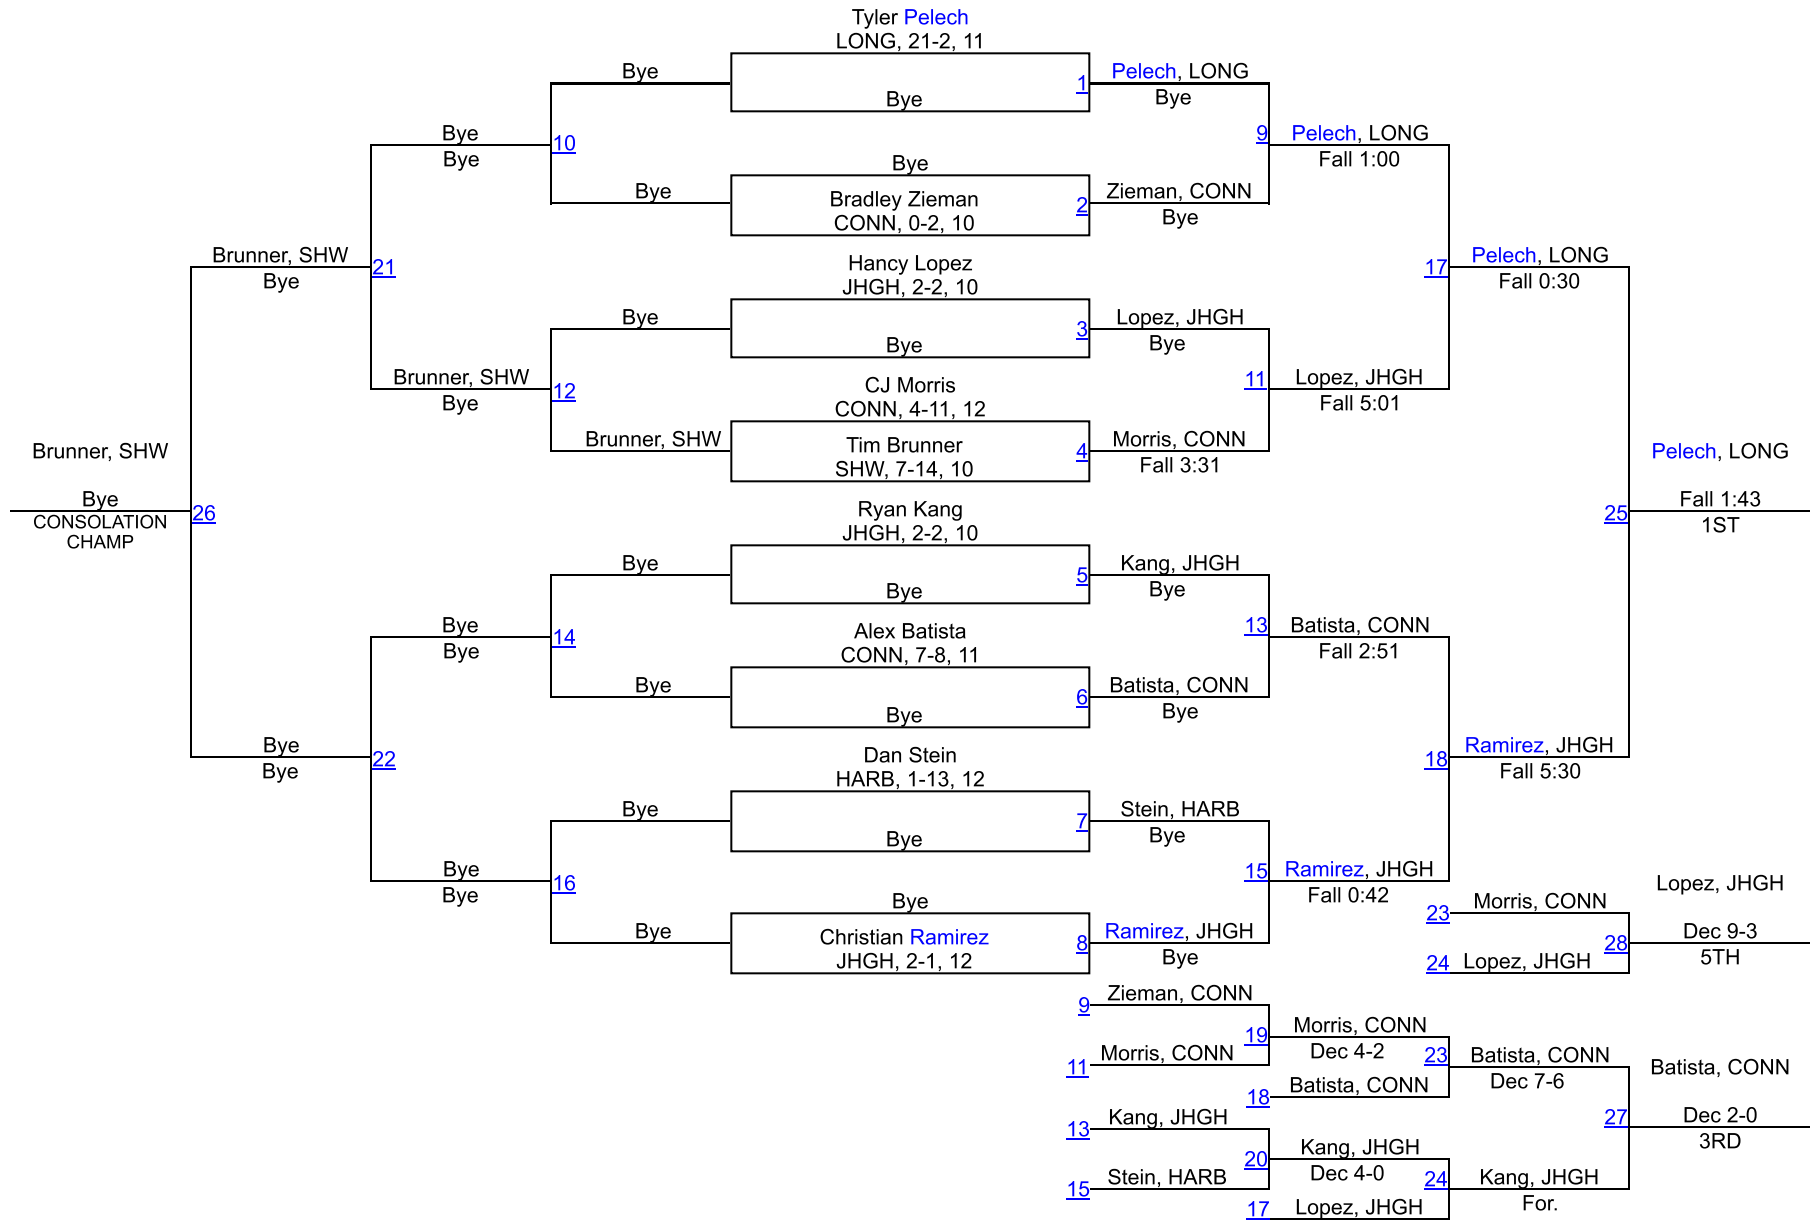 Tyler Pelech
LONG, 21-2, 11
Bye
1
Pelech, LONG
Bye
Bye
Bye
10
Bye
Bye
9
Pelech, LONG
Fall 1:00
Bye
Bye
Bradley Zieman
CONN, 0-2, 10
2
Zieman, CONN
Bye
Brunner, SHW
Bye
21
Hancy Lopez
JHGH, 2-2, 10
17
Pelech, LONG
Fall 0:30
Bye
Bye
3
Lopez, JHGH
Bye
Brunner, SHW
Bye
12
CJ Morris
CONN, 4-11, 12
11
Lopez, JHGH
Fall 5:01
Brunner, SHW
Tim Brunner
SHW, 7-14, 10
4
Morris, CONN
Fall 3:31
Brunner, SHW
Bye
CONSOLATION
CHAMP
26
Pelech, LONG
Fall 1:43
1ST
25
Ryan Kang
JHGH, 2-2, 10
Bye
Bye
5
Kang, JHGH
Bye
Bye
Bye
14
Alex Batista
CONN, 7-8, 11
13
Batista, CONN
Fall 2:51
Bye
Bye
6
Batista, CONN
Bye
Bye
Bye
22
Dan Stein
HARB, 1-13, 12
18
Ramirez, JHGH
Fall 5:30
Bye
Bye
7
Stein, HARB
Bye
Bye
Bye
16
Bye
15
Ramirez, JHGH
Fall 0:42
Bye
Christian Ramirez
JHGH, 2-1, 12
8
Ramirez, JHGH
Bye
23
Morris, CONN
24
Lopez, JHGH
28
Lopez, JHGH
Dec 9-3
5TH
9
Zieman, CONN
11
Morris, CONN
19
Morris, CONN
Dec 4-2
18
Batista, CONN
23
Batista, CONN
Dec 7-6
13
Kang, JHGH
15
Stein, HARB
20
Kang, JHGH
Dec 4-0
17
Lopez, JHGH
24
Kang, JHGH
For.
27
Batista, CONN
Dec 2-0
3RD